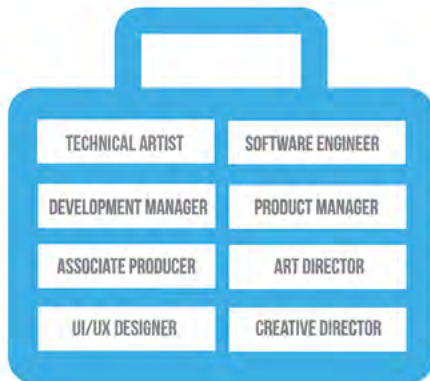 TECHNICAL ARTIST
SOFTWARE ENGINEER
DEVELOPMENT MANAGER
PRODUCT MANAGER
ASSOCIATE PRODUCER
ART DIRECTOR
UI/UX DESIGNER
CREATIVE DIRECTOR